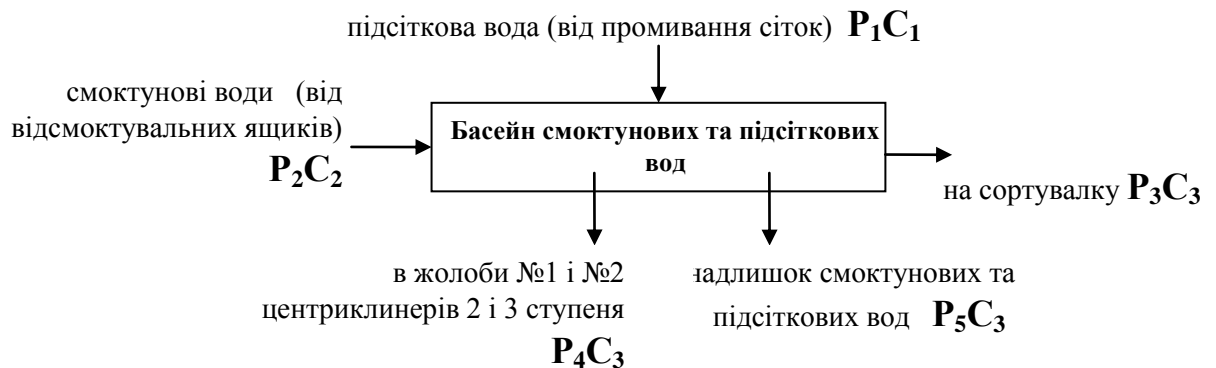 підсіткова вода (від промивання сіток) P₁C₁
смоктунові води (від
відсмоктувальних ящиків)
P₂C₂
Басейн смоктунових та підсіткових
вод
на сортувалку P₃C₃
в жолоби №1 і №2
центриклинерів 2 і 3 ступеня
P₄C₃
надлишок смоктунових та
підсіткових вод P₅C₃